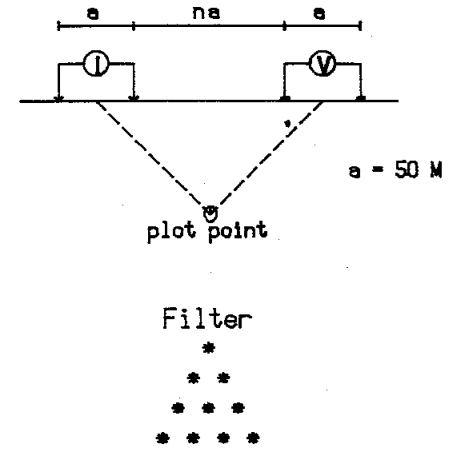 a na a
I V
a = 50 M
plot point
Filter
*
* *
* * *
* * * *